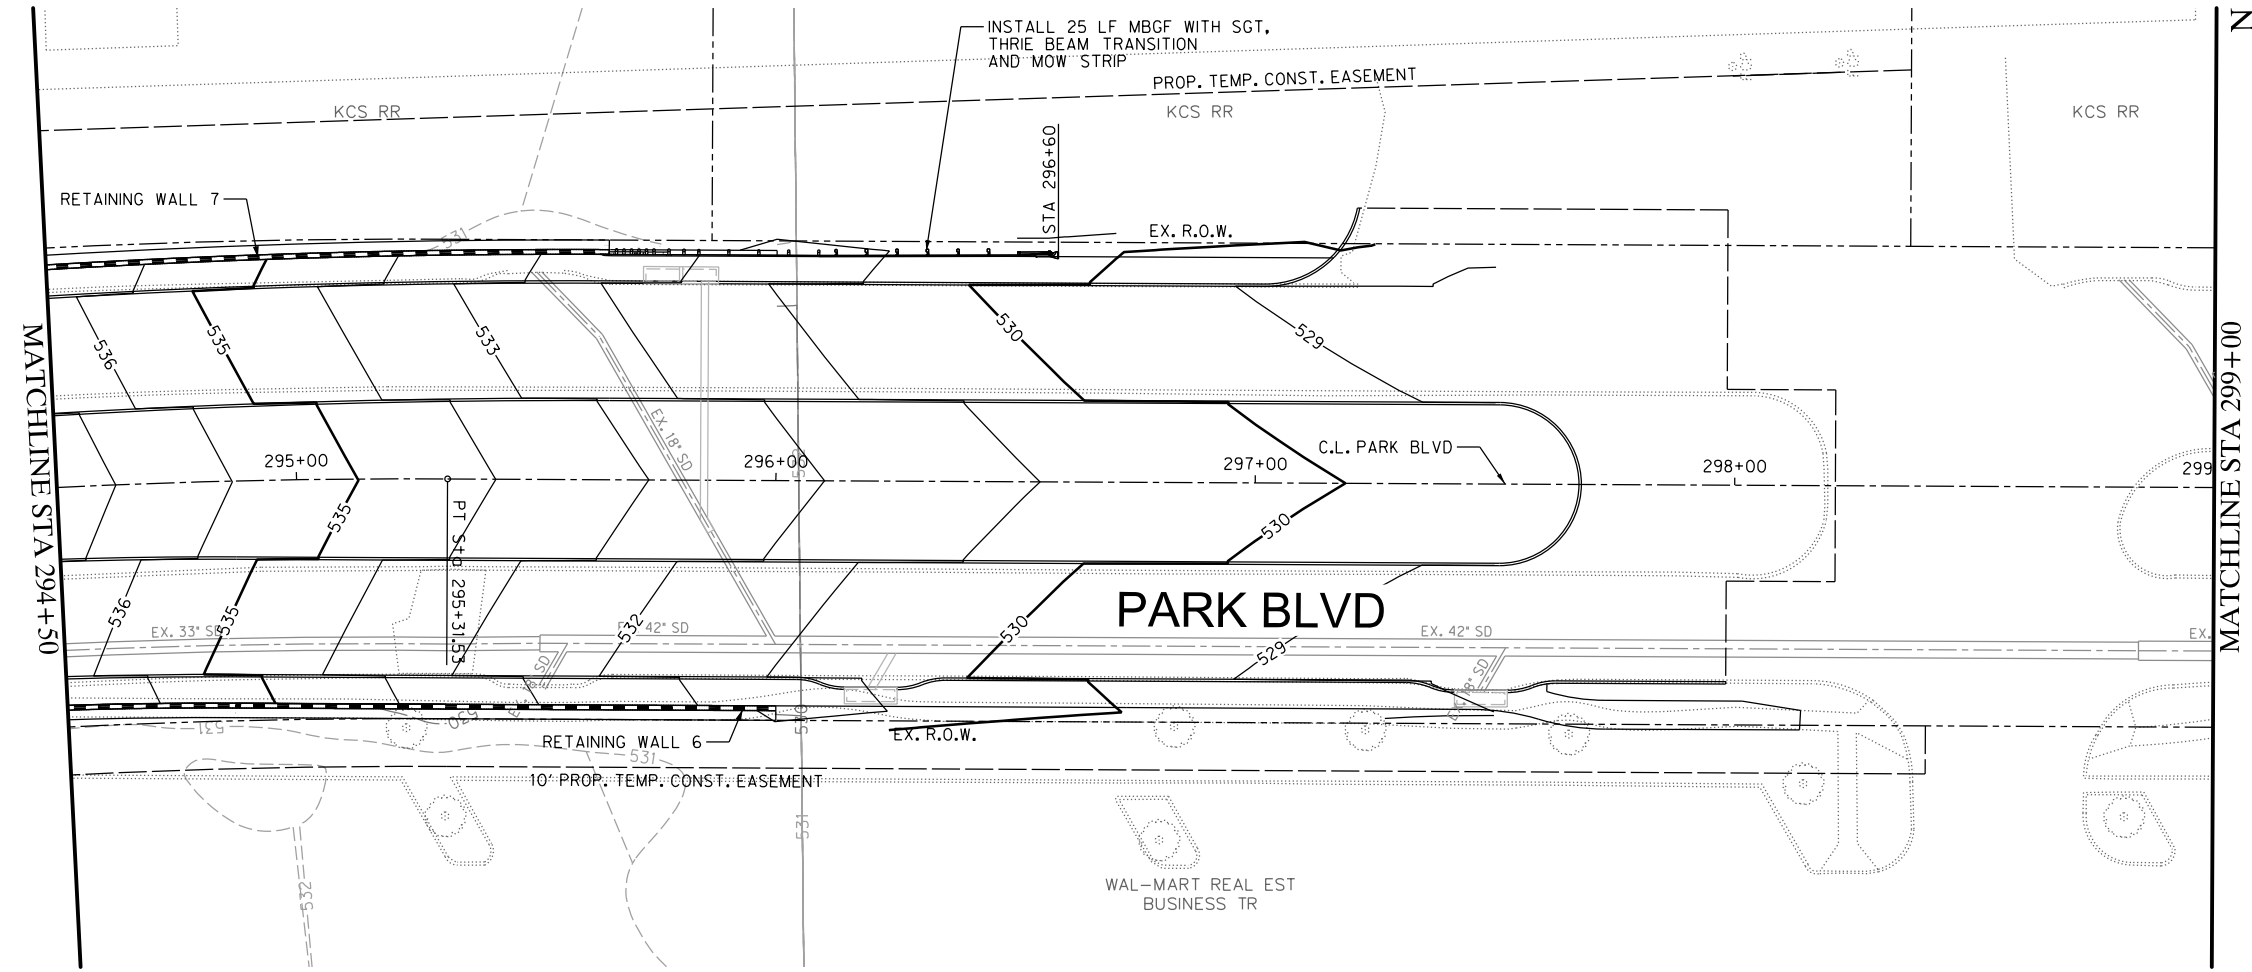 INSTALL 25 LF MBGF WITH SGT,
THRIE BEAM TRANSITION
AND MOW STRIP
N
PROP. TEMP. CONST. EASEMENT
KCS RR
KCS RR
KCS RR
STA 296+60
RETAINING WALL 7
531
EX. R.O.W.
MATCHLINE STA 294+50
MATCHLINE STA 299+00
536
535
533
530
529
EX. 18" SD
295+00
296+00
297+00
C.L. PARK BLVD
298+00
299
535
530
PT Sta 295+31.53
PARK BLVD
536
535
532
530
529
EX. 33" SD
42" SD
EX. 42" SD
EX.
531
530
530
RETAINING WALL 6
EX. R.O.W.
531
10' PROP. TEMP. CONST. EASEMENT
531
532
WAL-MART REAL EST
BUSINESS TR